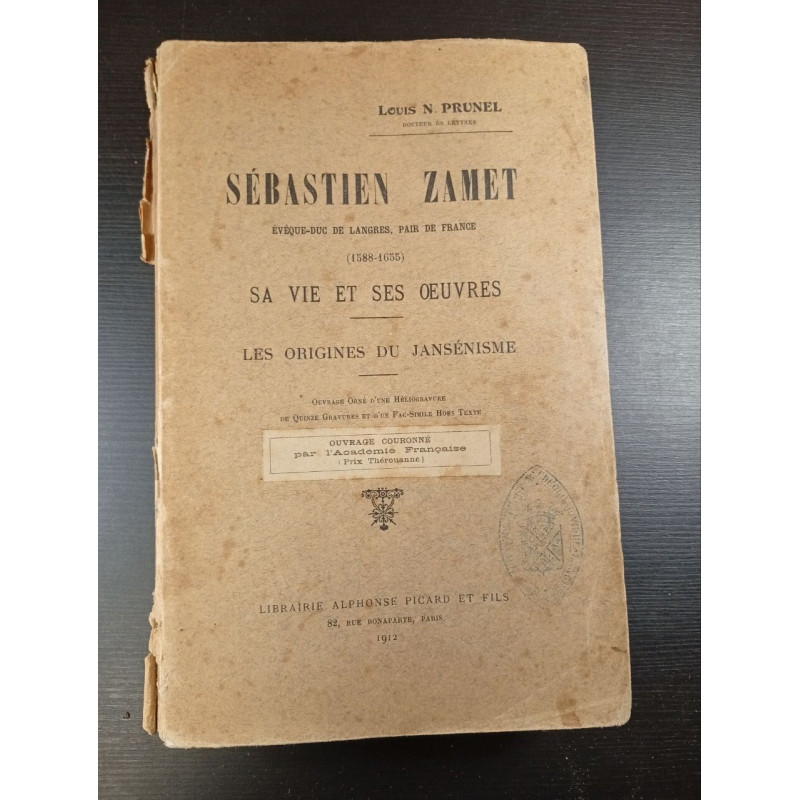 Louis N. PRUNEL
DOCTEUR ÈS LETTRES
SÉBASTIEN ZAMET
ÉVÊQUE-DUC DE LANGRES, PAIR DE FRANCE
(1588-1655)
SA VIE ET SES ŒUVRES
LES ORIGINES DU JANSÉNISME
Ouvrage Orné d'une Héliogravure
de Quinze Gravures et d'un Fac-Simile Hors Texte
OUVRAGE COURONNÉ
par l'Académie Française
(Prix Thérouanne)
LIBRAIRIE ALPHONSE PICARD ET FILS
82, RUE BONAPARTE, PARIS
1912